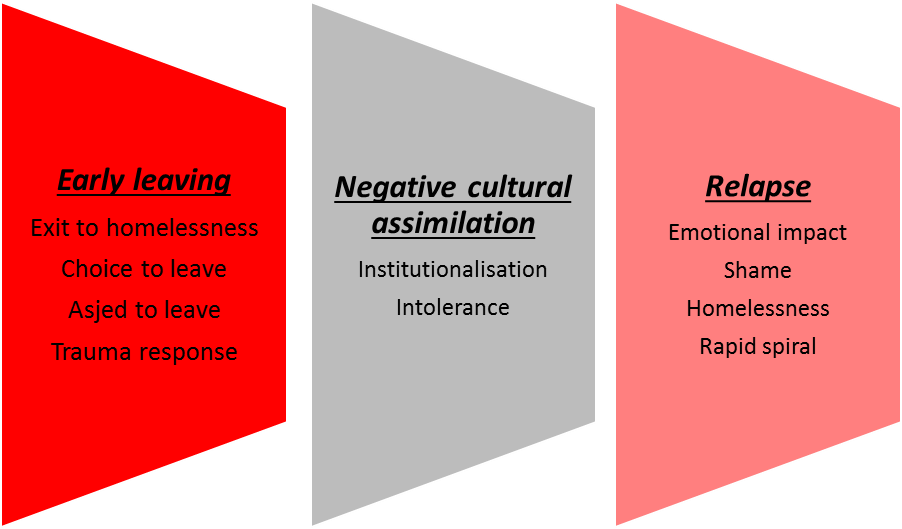 Early leaving
Exit to homelessness
Choice to leave
Asjed to leave
Trauma response
Negative cultural
assimilation
Institutionalisation
Intolerance
Relapse
Emotional impact
Shame
Homelessness
Rapid spiral